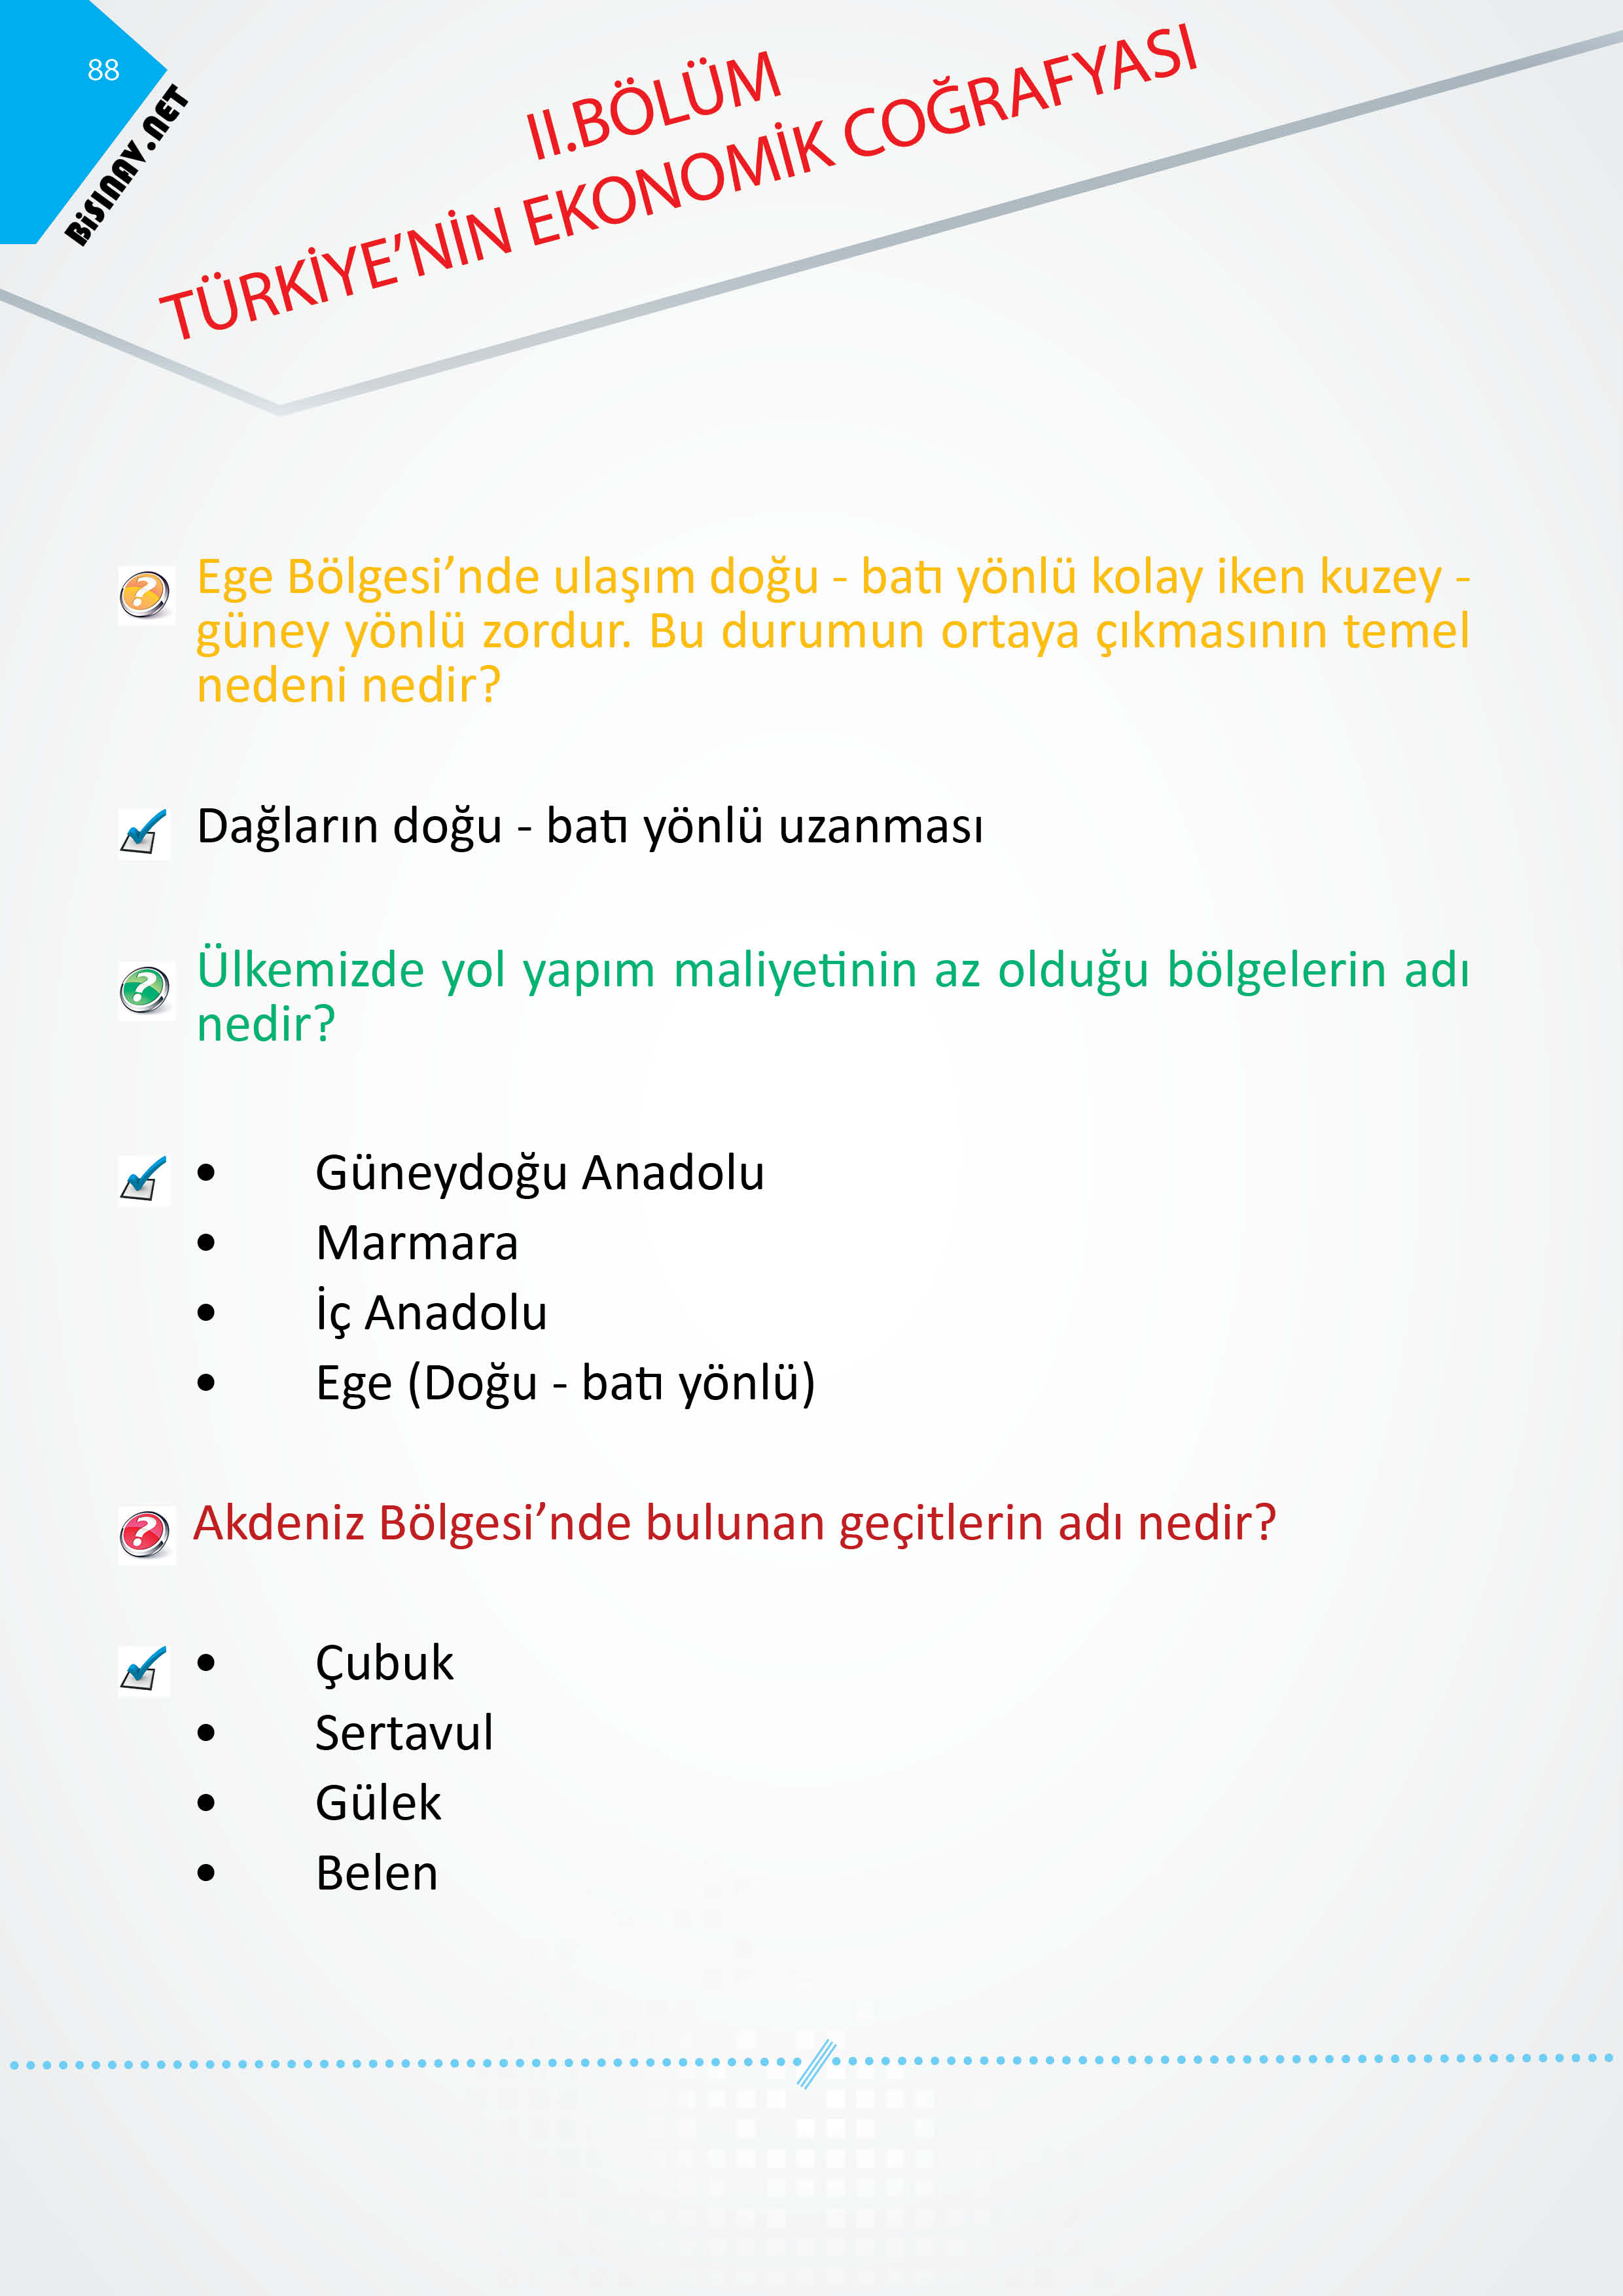 88
BiSINAV.NET
II.BÖLÜM
TÜRKİYE’NİN EKONOMİK COĞRAFYASI
Ege Bölgesi’nde ulaşım doğu - batı yönlü kolay iken kuzey -
güney yönlü zordur. Bu durumun ortaya çıkmasının temel
nedeni nedir?
Dağların doğu - batı yönlü uzanması
Ülkemizde yol yapım maliyetinin az olduğu bölgelerin adı
nedir?
• Güneydoğu Anadolu
• Marmara
• İç Anadolu
• Ege (Doğu - batı yönlü)
Akdeniz Bölgesi’nde bulunan geçitlerin adı nedir?
• Çubuk
• Sertavul
• Gülek
• Belen